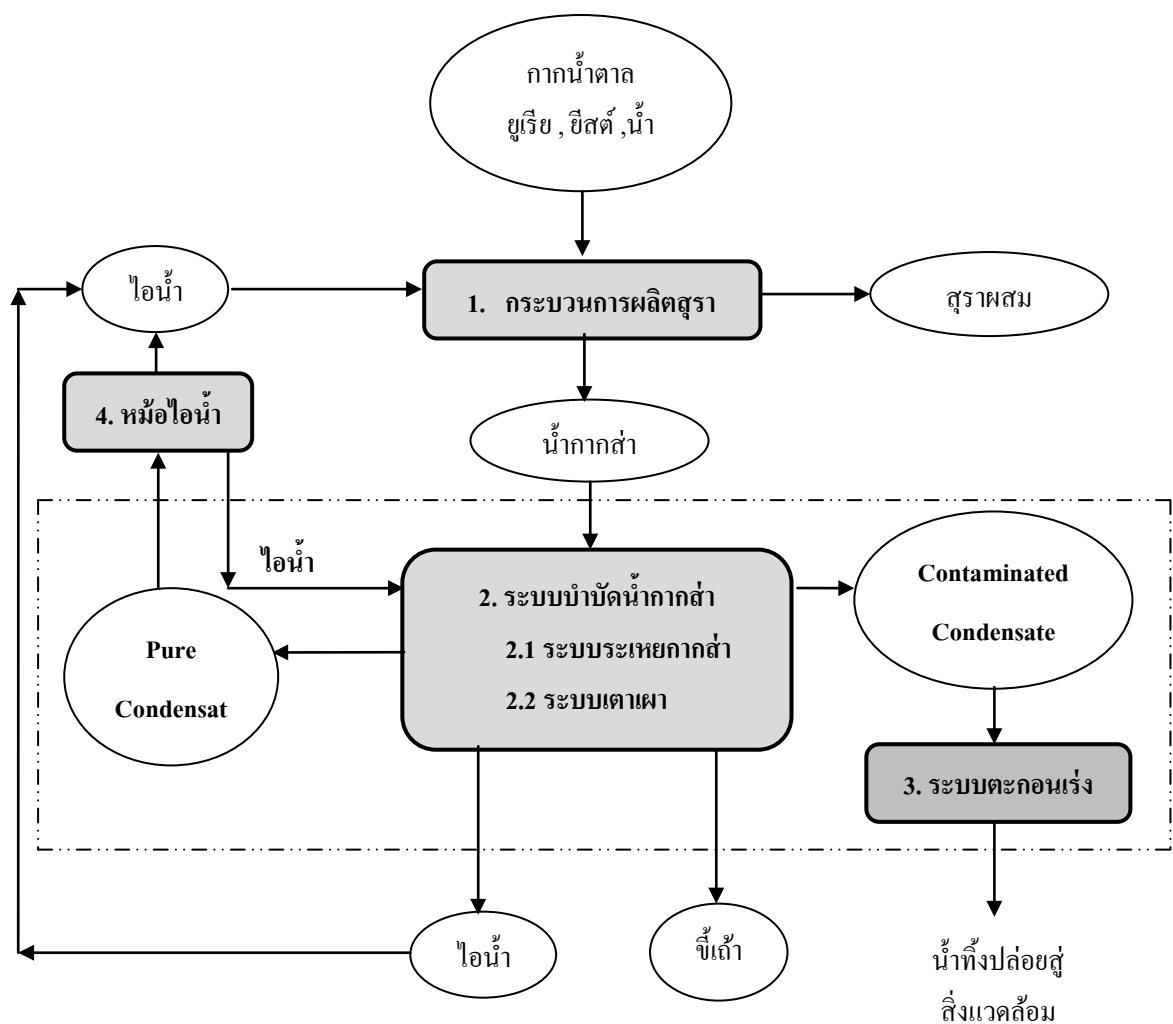 กากน้ำตาล
ยูเรีย , ยีสต์ ,น้ำ
ไอน้ำ
1. กระบวนการผลิตสุรา
สุราผสม
4. หม้อไอน้ำ
น้ำกากส่า
ไอน้ำ
2. ระบบบำบัดน้ำกากส่า
2.1 ระบบระเหยกากส่า
2.2 ระบบเตาเผา
Contaminated
Condensate
Pure
Condensat
3. ระบบตะกอนเร่ง
ไอน้ำ
ขี้เถ้า
น้ำทิ้งปล่อยสู่
สิ่งแวดล้อม